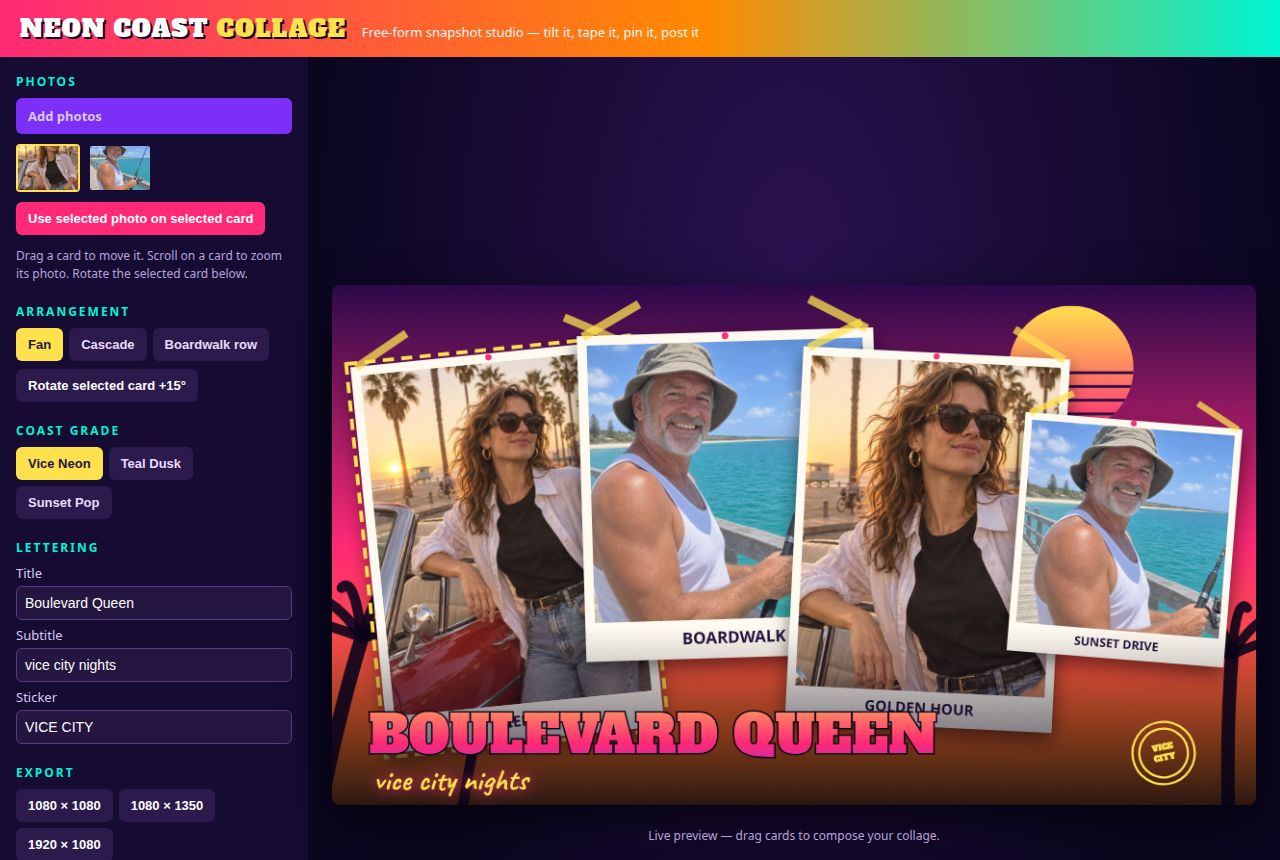 NEON COAST COLLAGE
Free-form snapshot studio — tilt it, tape it, pin it, post it
PHOTOS
Add photos
Use selected photo on selected card
Drag a card to move it. Scroll on a card to zoom
its photo. Rotate the selected card below.
ARRANGEMENT
Fan
Cascade
Boardwalk row
Rotate selected card +15°
COAST GRADE
Vice Neon
Teal Dusk
Sunset Pop
LETTERING
Title
Boulevard Queen
Subtitle
vice city nights
Sticker
VICE CITY
EXPORT
1080 × 1080
1080 × 1350
1920 × 1080
BOARDWALK
GOLDEN HOUR
SUNSET DRIVE
BOULEVARD QUEEN
vice city nights
VICE
CITY
Live preview — drag cards to compose your collage.